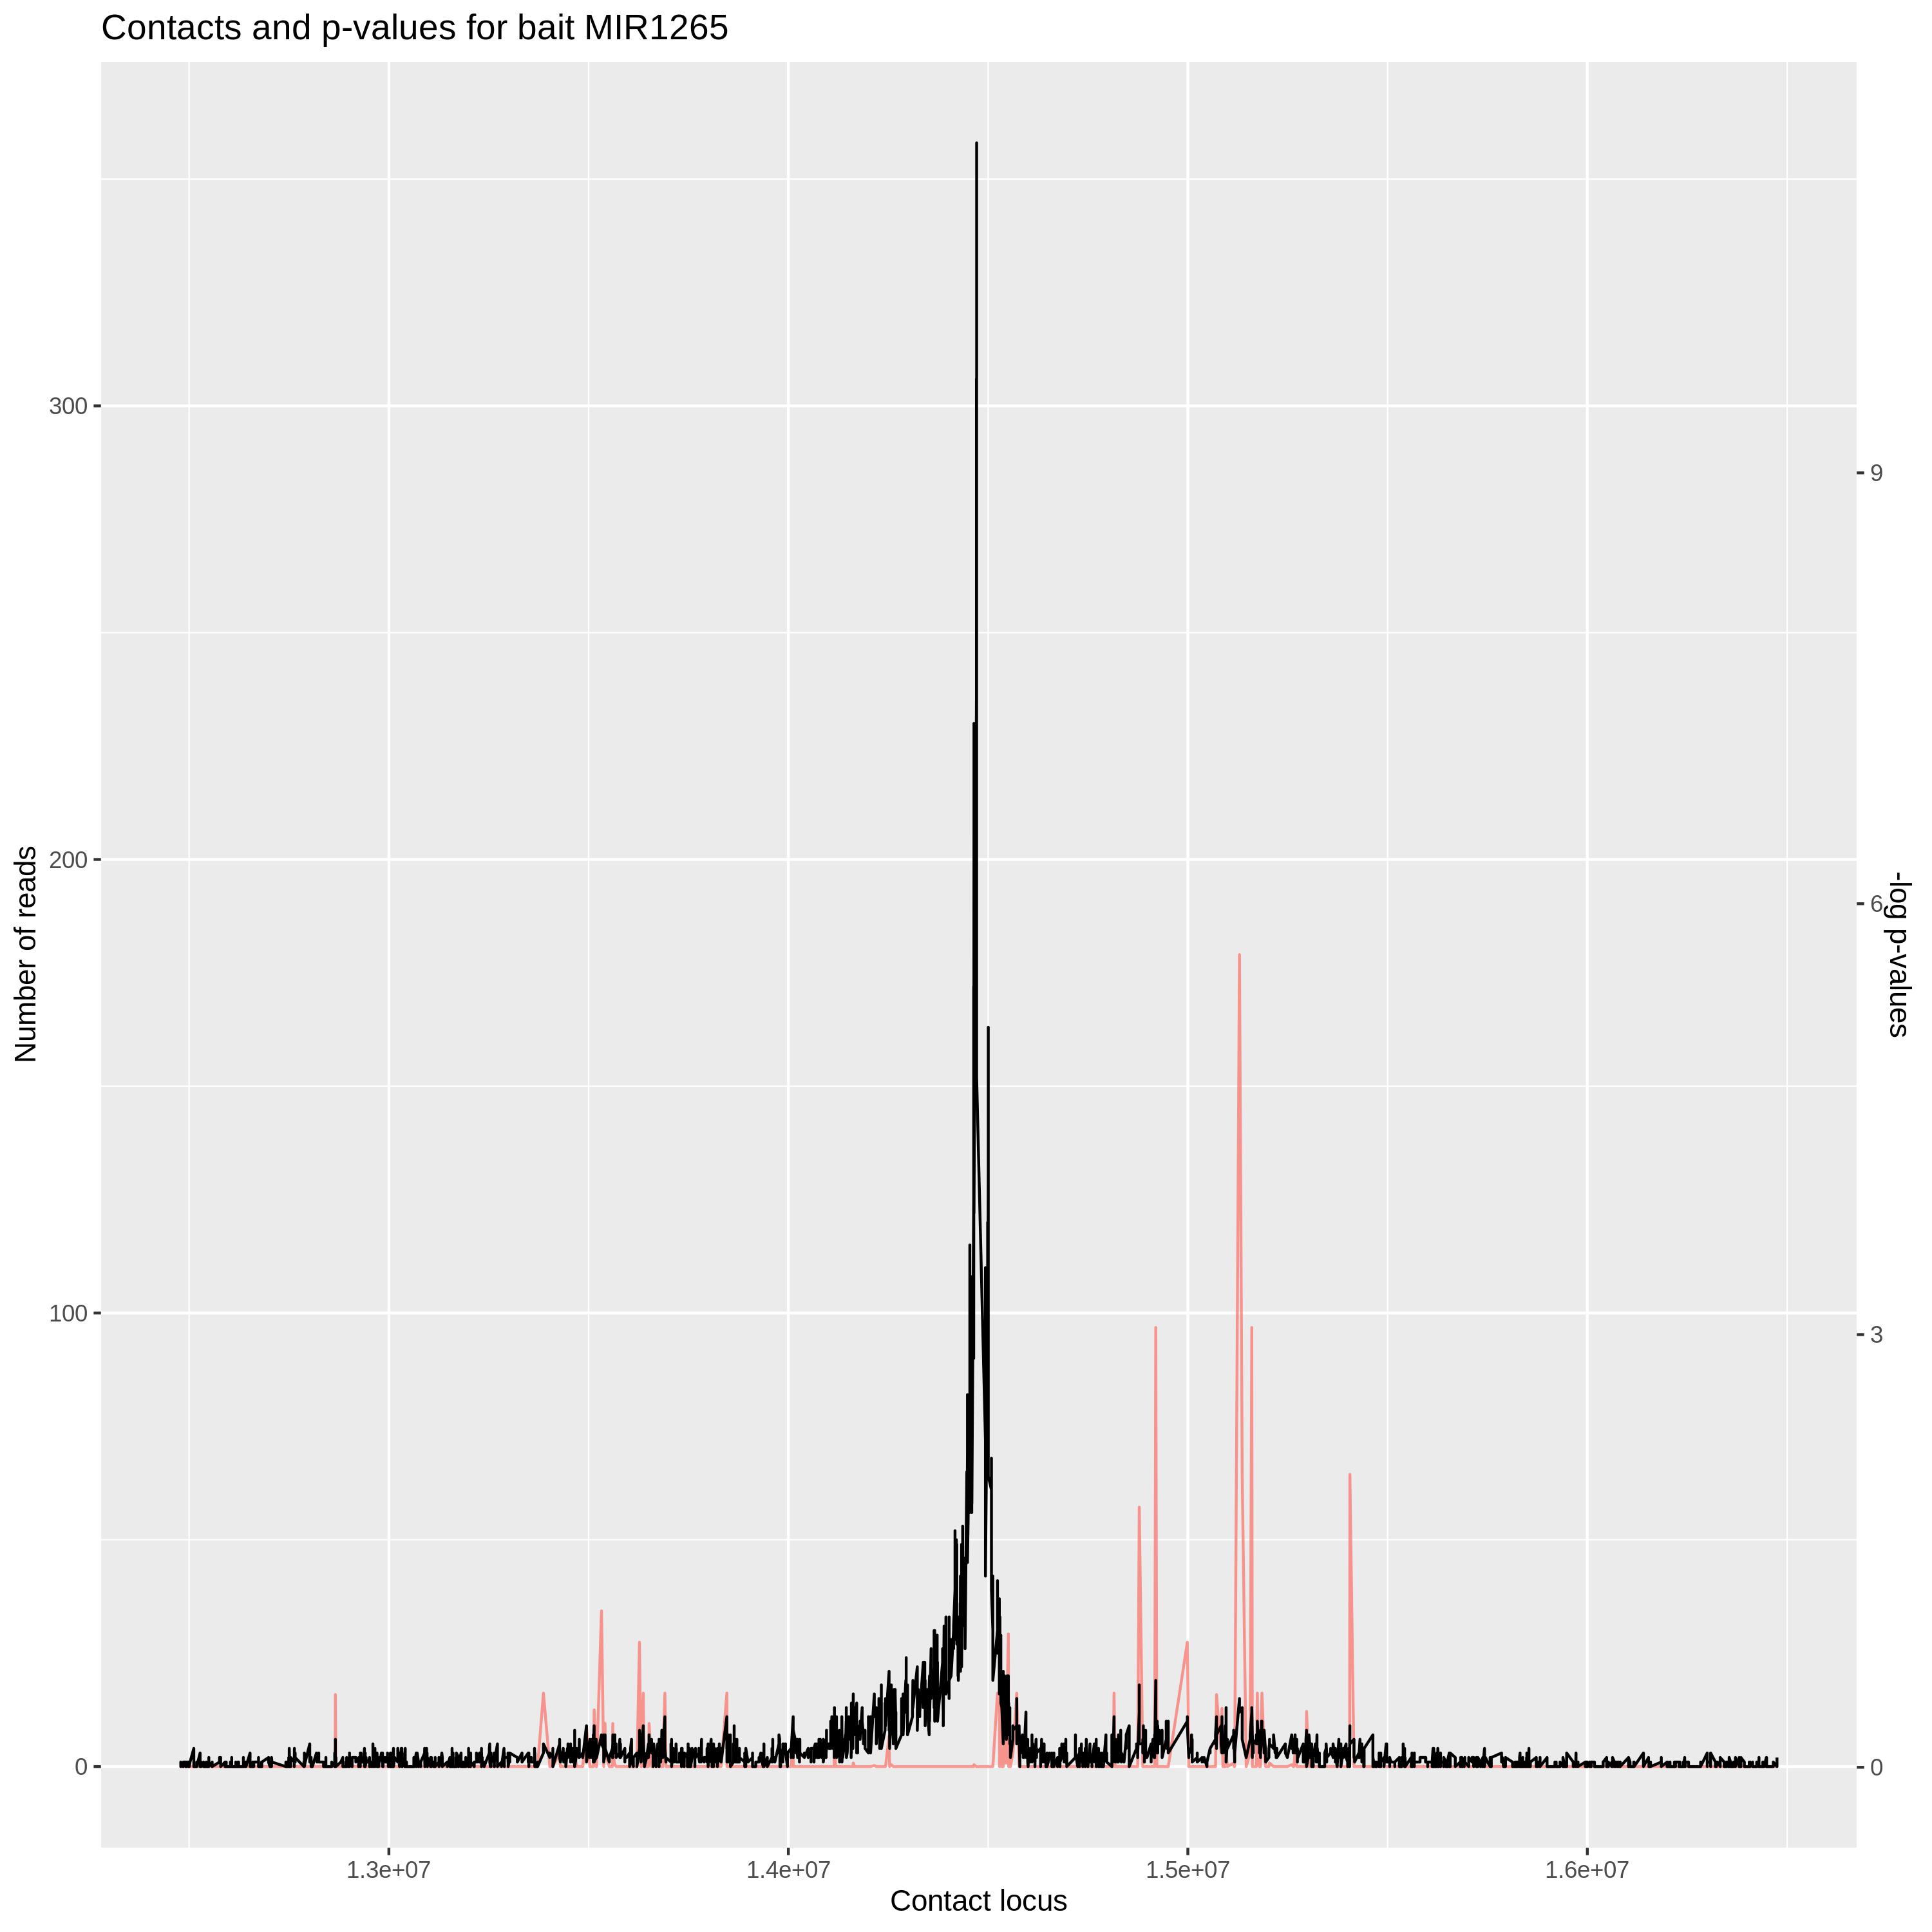 Contacts and p-values for bait MIR1265
Number of reads
300
200
100
0
9
6
3
0
-log p-values
1.3e+07
1.4e+07
1.5e+07
1.6e+07
Contact locus